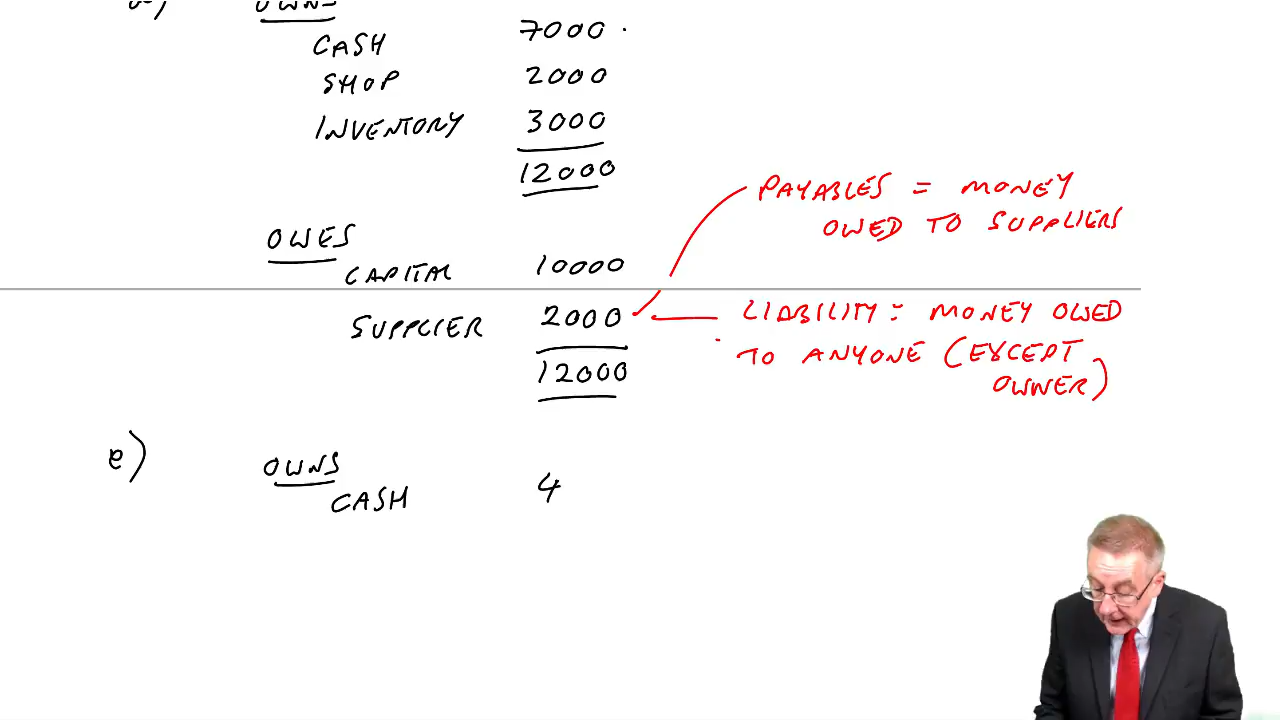 OWNS
CASH 7000
SHOP 2000
INVENTORY 3000
12000
PAYABLES = MONEY
OWED TO SUPPLIERS
OWES
CAPITAL 10000
SUPPLIER 2000
LIABILITY: MONEY OWED
TO ANYONE (EXCEPT
OWNER)
12000
e)
OWNS
CASH 4